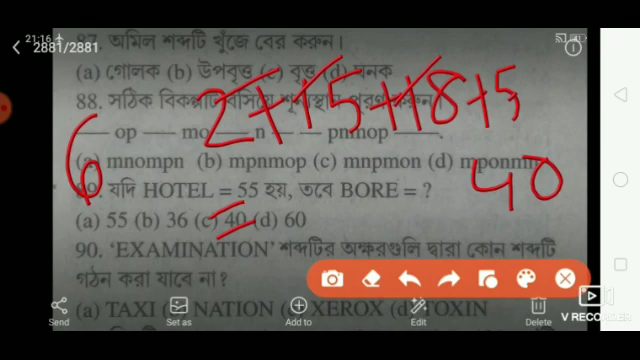 21:16
2881/2881
87. অমিল শব্দটি খুঁজে বের করুন।
(a) গোলক (b) উপবৃত্ত (c) বৃত্ত (d) ঘনক
88. সঠিক বিকল্পটি বসিয়ে শূন্যস্থান পূরণ করুন।
2 + 15 + 18 + 5
6
— op — mo — n — — pnmop —.
(a) mnompn (b) mpnmop (c) mnpmon (d) mponmn
40
89. যদি HOTEL = 55 হয়, তবে BORE = ?
(a) 55 (b) 36 (c) 40 (d) 60
90. 'EXAMINATION' শব্দটির অক্ষরগুলি দ্বারা কোন শব্দটি
গঠন করা যাবে না?
(a) TAXI NATION XEROX (d) TOXIN
Send Set as Add to Edit Delete
V RECORDER